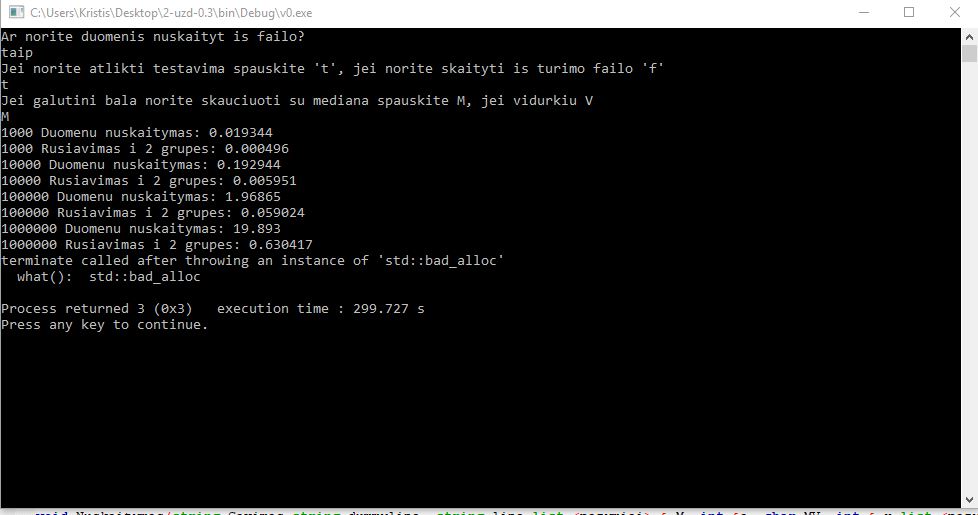 C:\Users\Kristis\Desktop\2-uzd-0.3\bin\Debug\v0.exe
Ar norite duomenis nuskaityt is failo?
taip
Jei norite atlikti testavima spauskite 't', jei norite skaityti is turimo failo 'f'
t
Jei galutini bala norite skauciuoti su mediana spauskite M, jei vidurkiu V
M
1000 Duomenu nuskaitymas: 0.019344
1000 Rusiavimas i 2 grupes: 0.000496
10000 Duomenu nuskaitymas: 0.192944
10000 Rusiavimas i 2 grupes: 0.005951
100000 Duomenu nuskaitymas: 1.96865
100000 Rusiavimas i 2 grupes: 0.059024
1000000 Duomenu nuskaitymas: 19.893
1000000 Rusiavimas i 2 grupes: 0.630417
terminate called after throwing an instance of 'std::bad_alloc'
  what():  std::bad_alloc
Process returned 3 (0x3)   execution time : 299.727 s
Press any key to continue.